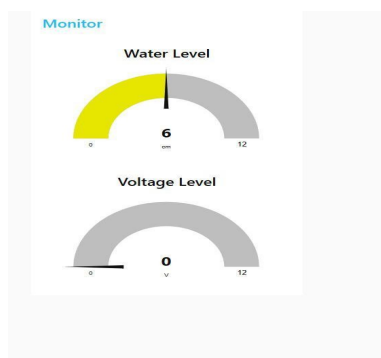 Monitor
Water Level
6
0 cm 12
Voltage Level
0
0 V 12